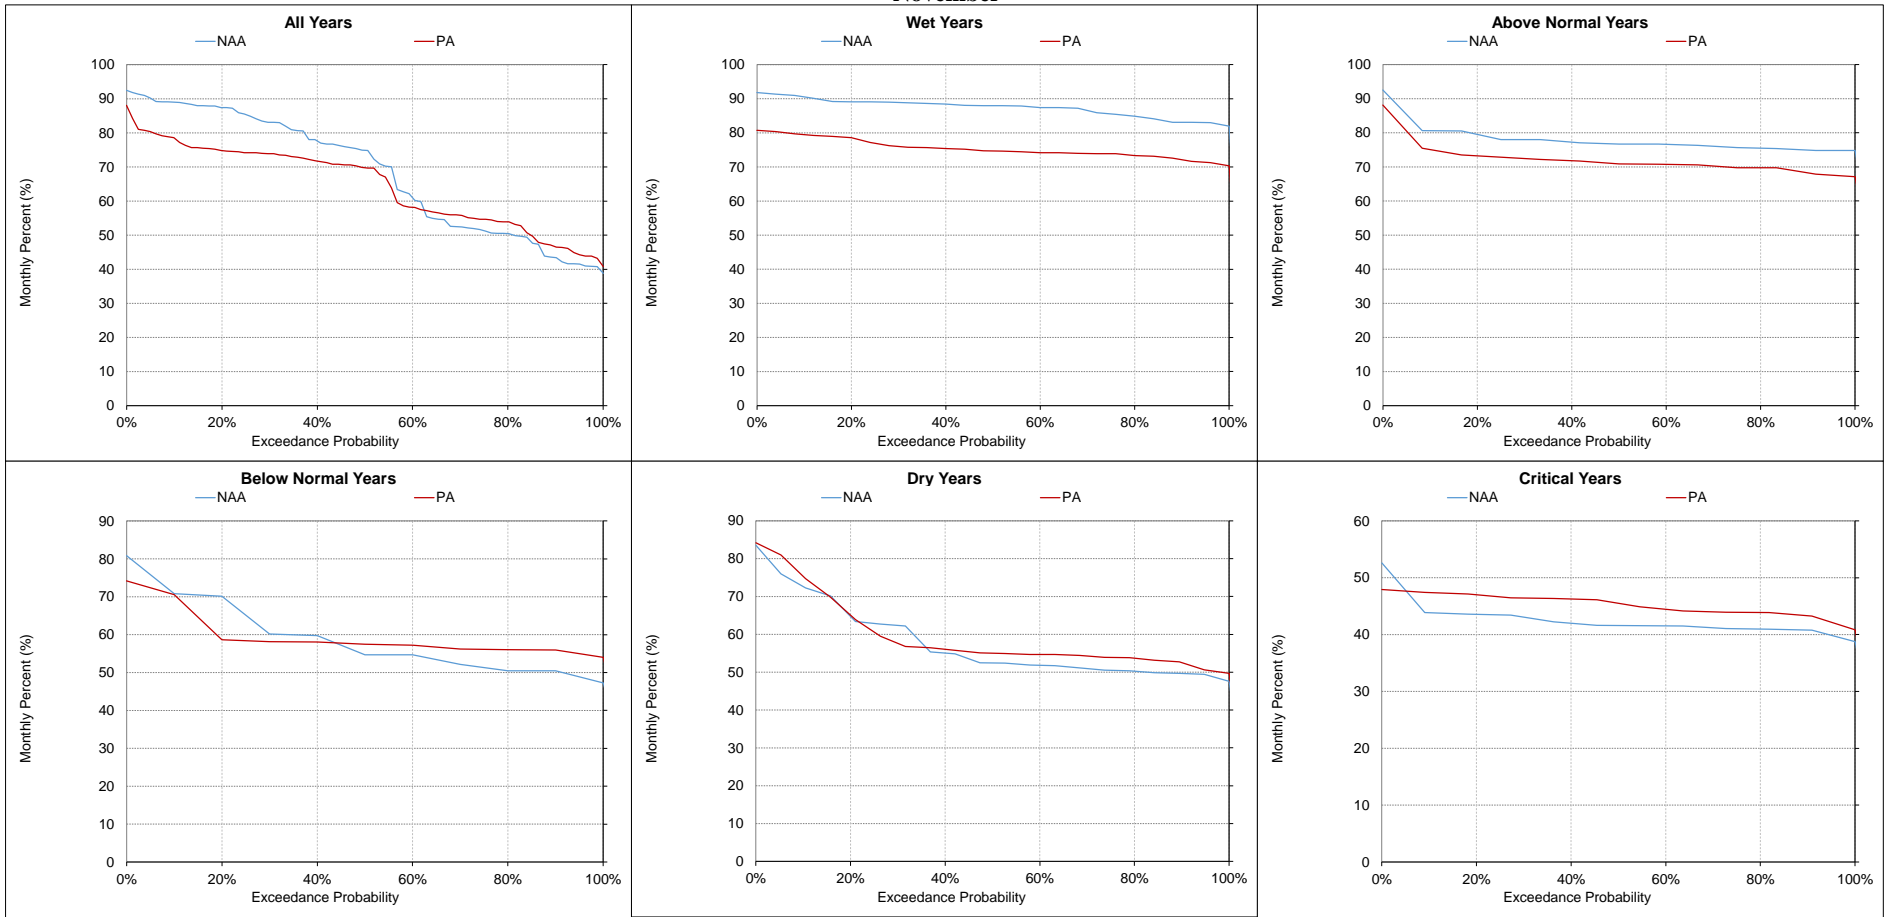 All Years
NAA PA
100
90
80
70
60
50
40
30
20
10
0
0% 20% 40% 60% 80% 100%
Monthly Percent (%)
Exceedance Probability
Wet Years
NAA PA
100
90
80
70
60
50
40
30
20
10
0
0% 20% 40% 60% 80% 100%
Monthly Percent (%)
Exceedance Probability
Above Normal Years
NAA PA
100
90
80
70
60
50
40
30
20
10
0
0% 20% 40% 60% 80% 100%
Monthly Percent (%)
Exceedance Probability
Below Normal Years
NAA PA
90
80
70
60
50
40
30
20
10
0
0% 20% 40% 60% 80% 100%
Monthly Percent (%)
Exceedance Probability
Dry Years
NAA PA
90
80
70
60
50
40
30
20
10
0
0% 20% 40% 60% 80% 100%
Monthly Percent (%)
Exceedance Probability
Critical Years
NAA PA
60
50
40
30
20
10
0
0% 20% 40% 60% 80% 100%
Monthly Percent (%)
Exceedance Probability